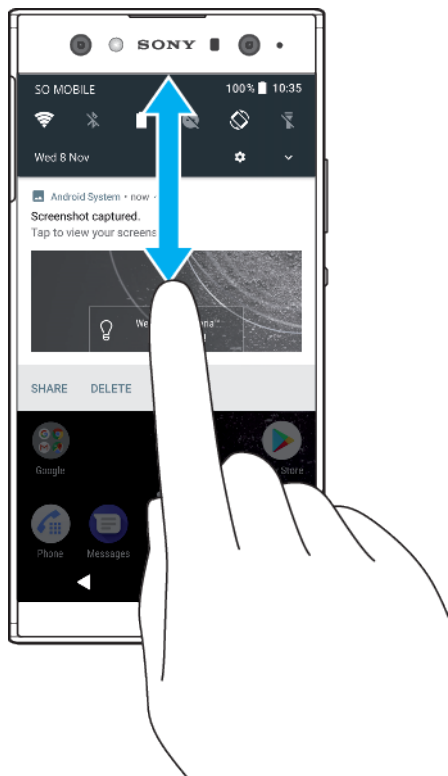 SONY
SO MOBILE 100% 10:35
Wed 8 Nov
Android System • now
Screenshot captured.
Tap to view your screens
SHARE DELETE
Google Store
Phone Messages